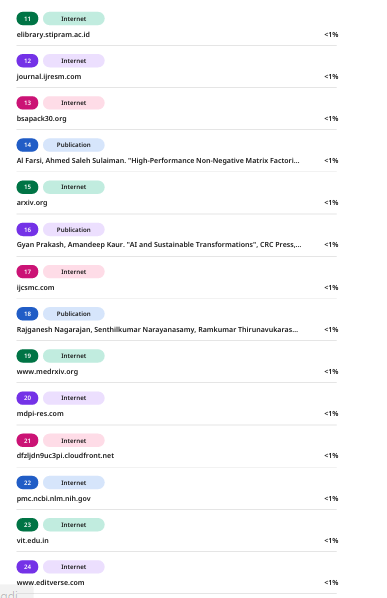 11 Internet
elibrary.stipram.ac.id <1%
12 Internet
journal.ijresm.com <1%
13 Internet
bsapack30.org <1%
14 Publication
Al Farsi, Ahmed Saleh Sulaiman. "High-Performance Non-Negative Matrix Factori... <1%
15 Internet
arxiv.org <1%
16 Publication
Gyan Prakash, Amandeep Kaur. "AI and Sustainable Transformations", CRC Press,... <1%
17 Internet
ijcsmc.com <1%
18 Publication
Rajganesh Nagarajan, Senthilkumar Narayanasamy, Ramkumar Thirunavukaras... <1%
19 Internet
www.medrxiv.org <1%
20 Internet
mdpi-res.com <1%
21 Internet
dfzljdn9uc3pi.cloudfront.net <1%
22 Internet
pmc.ncbi.nlm.nih.gov <1%
23 Internet
vit.edu.in <1%
24 Internet
www.editverse.com <1%